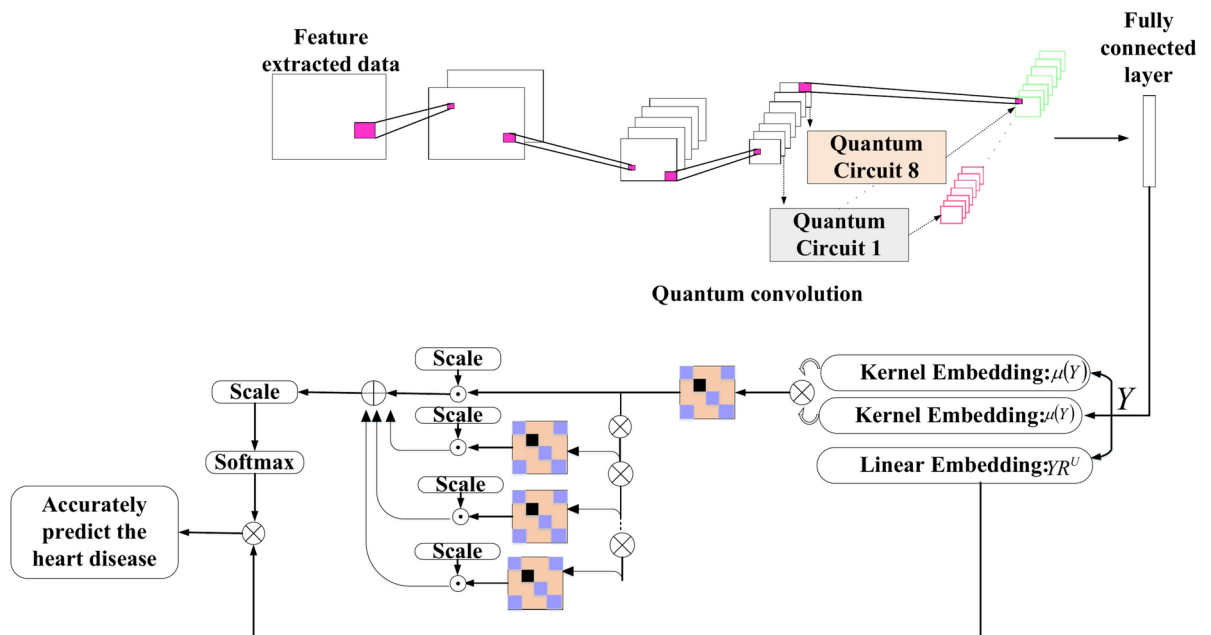 Feature
extracted data
Fully
connected
layer
Quantum
Circuit 8
Quantum
Circuit 1
Quantum convolution
Scale
Kernel Embedding:μ(Y)
Scale
Y
Scale
Kernel Embedding:μ(Y)
Softmax
Linear Embedding:YR^U
Scale
Accurately
predict the
heart disease
Scale